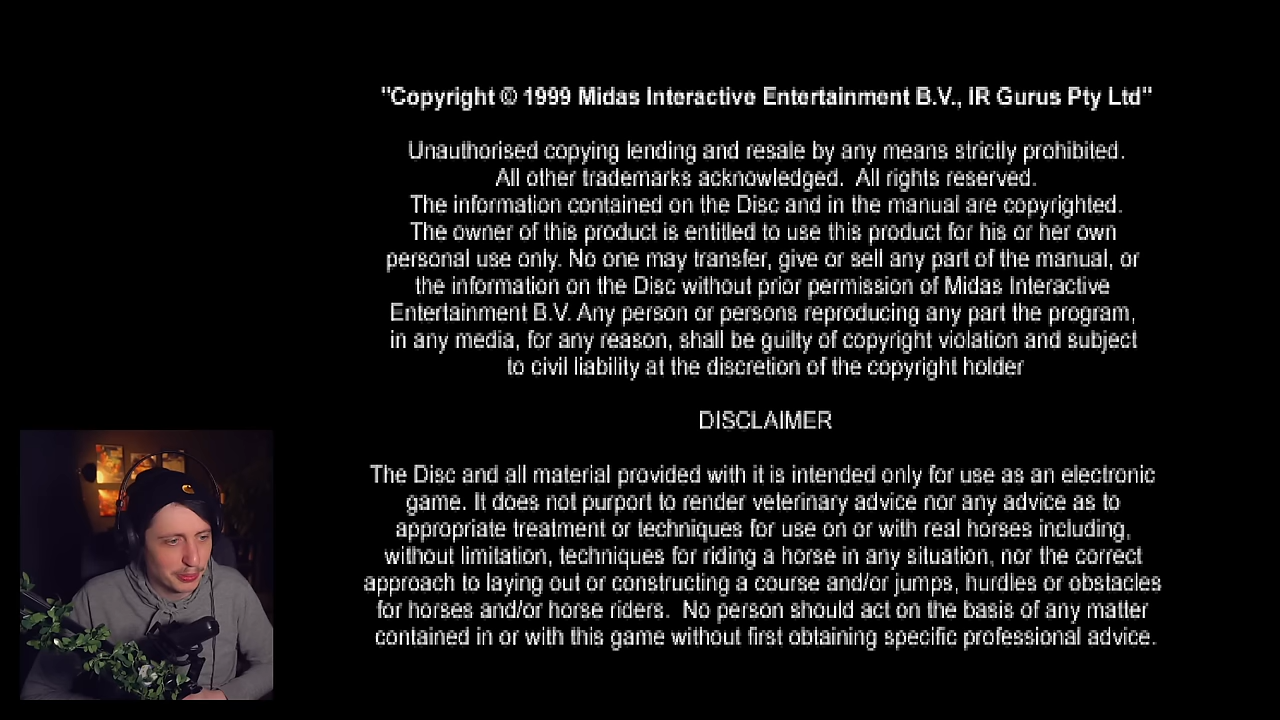 "Copyright © 1999 Midas Interactive Entertainment B.V., IR Gurus Pty Ltd"
Unauthorised copying lending and resale by any means strictly prohibited.
All other trademarks acknowledged.  All rights reserved.
The information contained on the Disc and in the manual are copyrighted.
The owner of this product is entitled to use this product for his or her own
personal use only. No one may transfer, give or sell any part of the manual, or
the information on the Disc without prior permission of Midas Interactive
Entertainment B.V. Any person or persons reproducing any part the program,
in any media, for any reason, shall be guilty of copyright violation and subject
to civil liability at the discretion of the copyright holder
DISCLAIMER
The Disc and all material provided with it is intended only for use as an electronic
game. It does not purport to render veterinary advice nor any advice as to
appropriate treatment or techniques for use on or with real horses including,
without limitation, techniques for riding a horse in any situation, nor the correct
approach to laying out or constructing a course and/or jumps, hurdles or obstacles
for horses and/or horse riders.  No person should act on the basis of any matter
contained in or with this game without first obtaining specific professional advice.